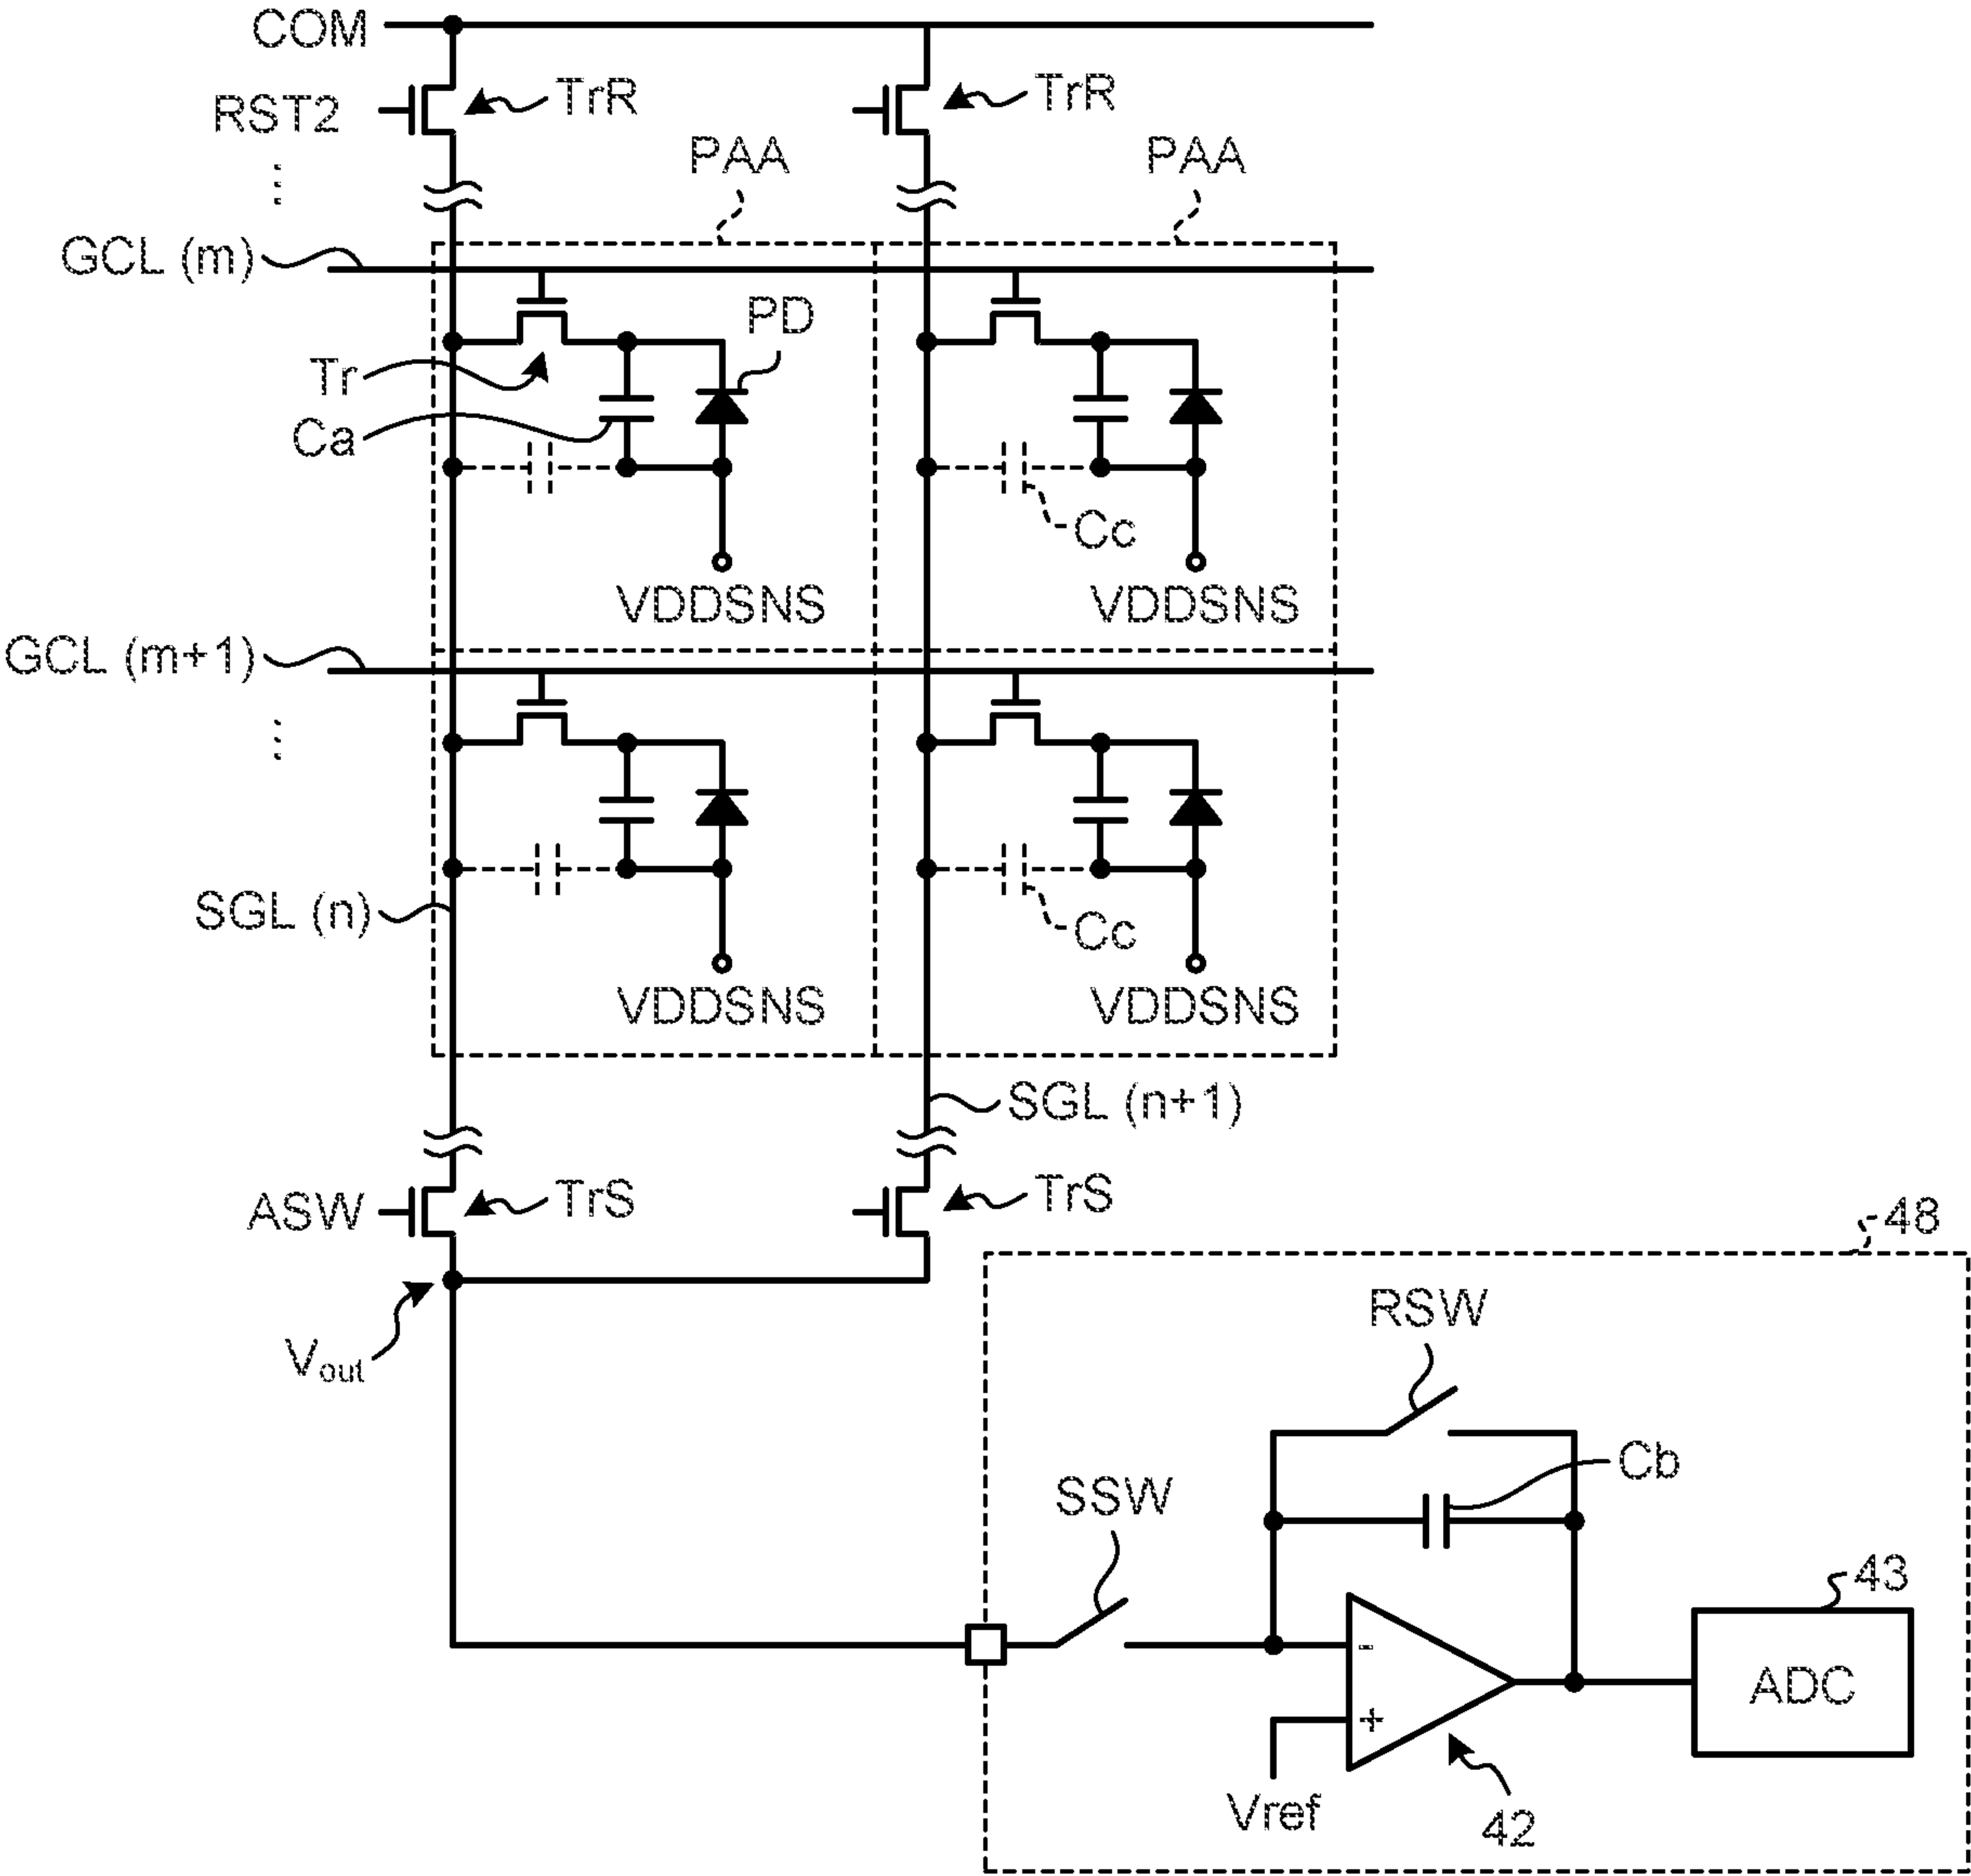 COM
RST2
TrR
TrR
PAA
PAA
⋮
GCL (m)
PD
Tr
Ca
Cc
VDDSNS
VDDSNS
GCL (m+1)
⋮
SGL (n)
Cc
VDDSNS
VDDSNS
SGL (n+1)
ASW
TrS
TrS
48
Vout
RSW
Cb
SSW
43
-
ADC
+
Vref
42